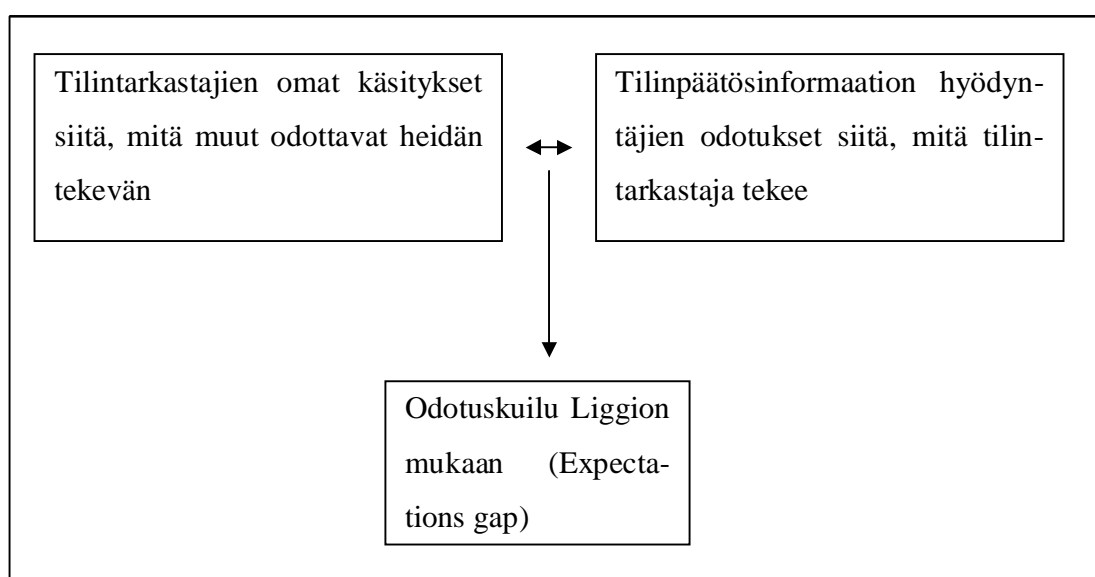 Tilintarkastajien omat käsitykset
siitä, mitä muut odottavat heidän
tekevän
Tilinpäätösinformaation hyödyn-
täjien odotukset siitä, mitä tilin-
tarkastaja tekee
Odotuskuilu Liggion
mukaan (Expecta-
tions gap)